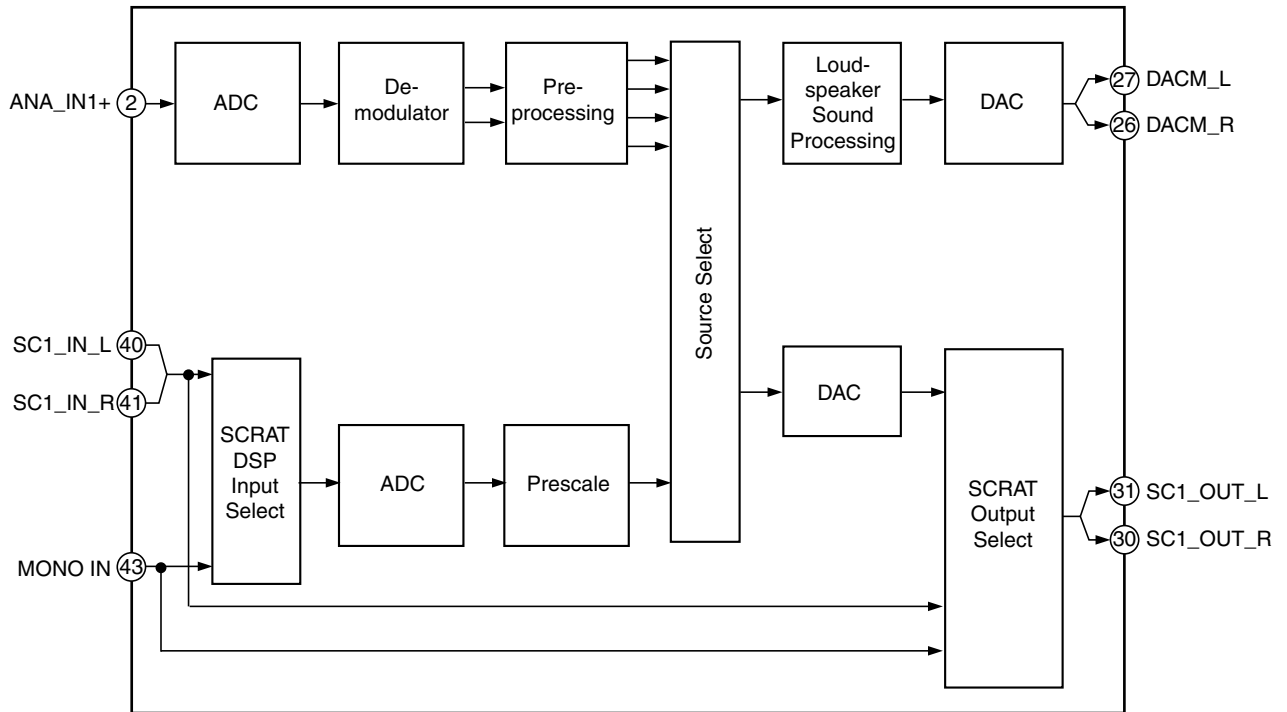 ANA_IN1+
2
ADC
De-
modulator
Pre-
processing
Source Select
Loud-
speaker
Sound
Processing
DAC
27
DACM_L
26
DACM_R
SC1_IN_L
40
SC1_IN_R
41
SCRAT
DSP
Input
Select
ADC
Prescale
DAC
SCRAT
Output
Select
31
SC1_OUT_L
30
SC1_OUT_R
MONO IN
43